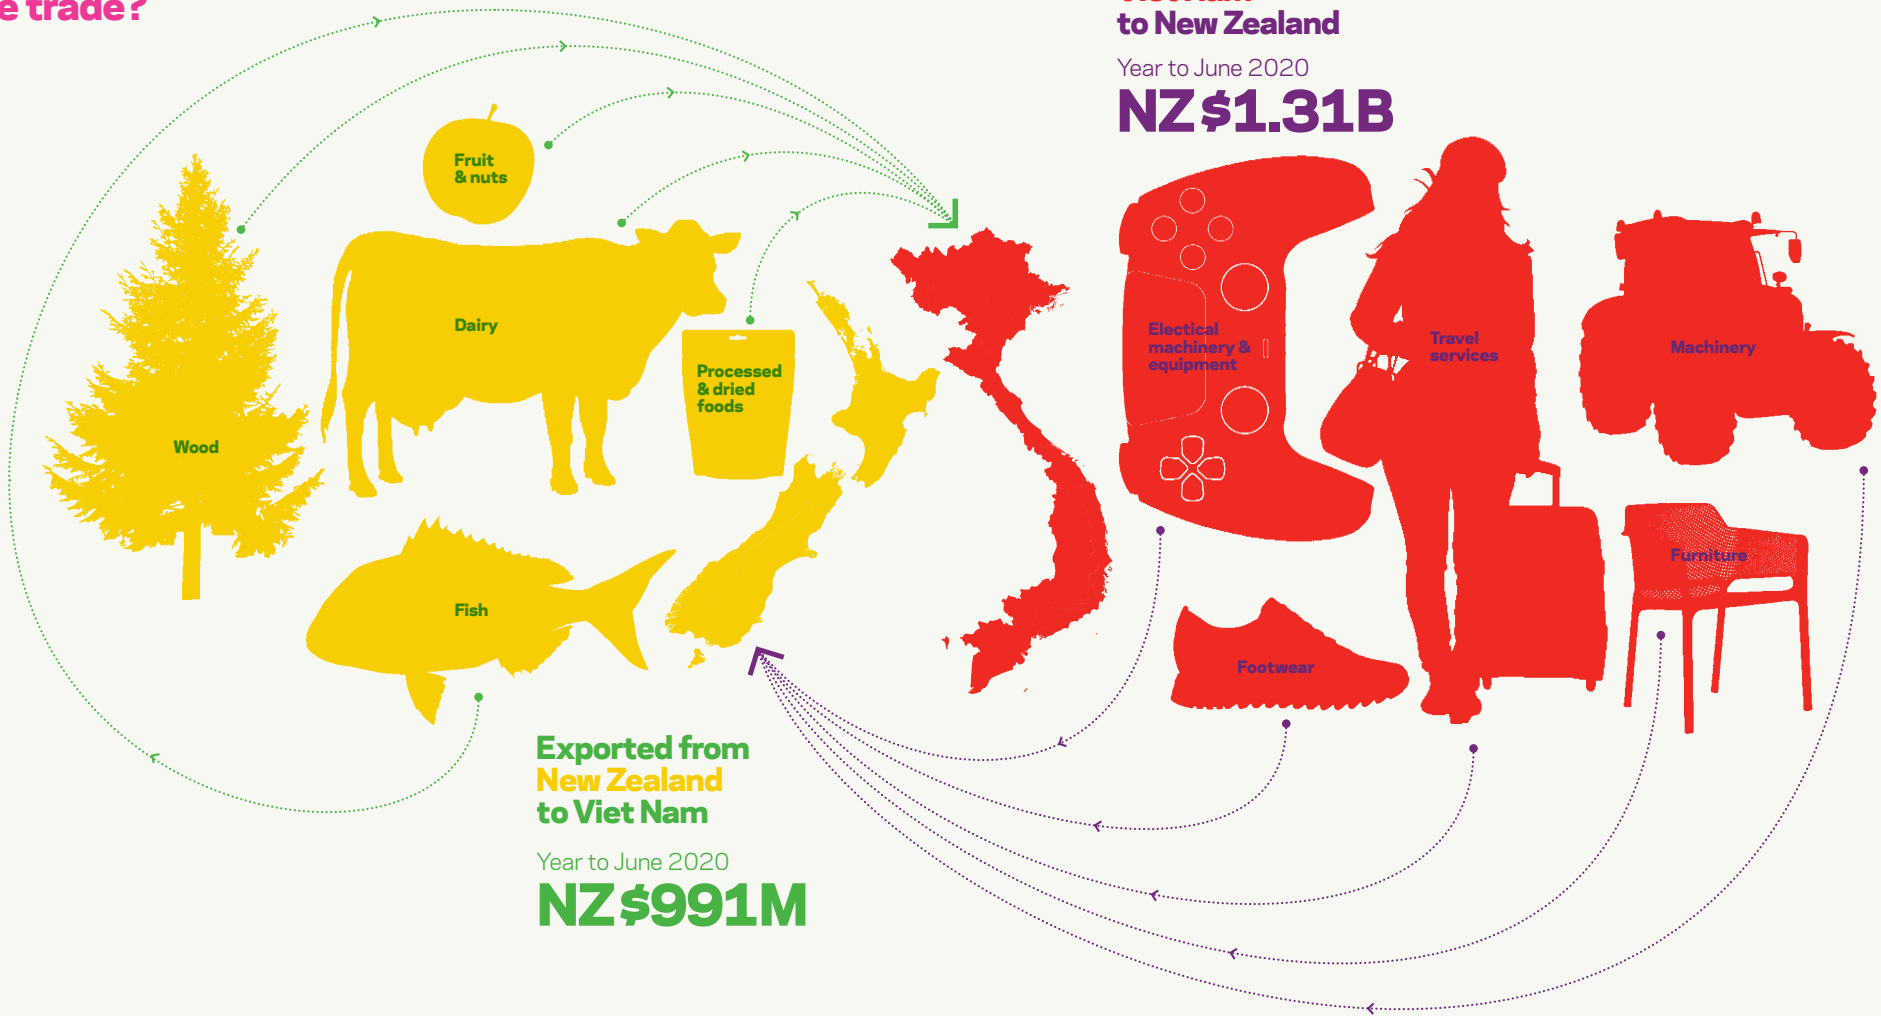 e trade?
Viet Nam
to New Zealand
Year to June 2020
NZ$1.31B
Fruit
& nuts
Dairy
Processed
& dried
foods
Wood
Fish
Electical
machinery &
equipment
Travel
services
Machinery
Furniture
Footwear
Exported from
New Zealand
to Viet Nam
Year to June 2020
NZ$991M